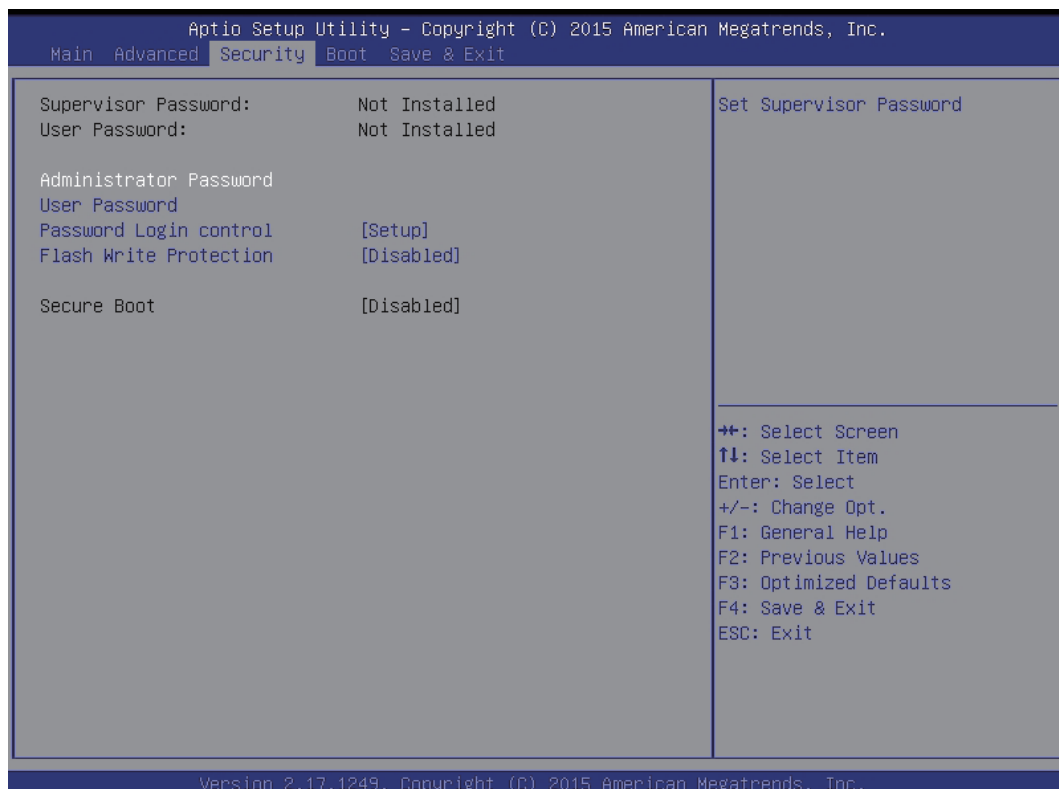 Aptio Setup Utility – Copyright (C) 2015 American Megatrends, Inc.
Main Advanced Security Boot Save & Exit
Supervisor Password: Not Installed
User Password: Not Installed
Administrator Password
User Password
Password Login control [Setup]
Flash Write Protection [Disabled]
Secure Boot [Disabled]
Set Supervisor Password
→←: Select Screen
↑↓: Select Item
Enter: Select
+/-: Change Opt.
F1: General Help
F2: Previous Values
F3: Optimized Defaults
F4: Save & Exit
ESC: Exit
Version 2.17.1249. Copyright (C) 2015 American Megatrends, Inc.